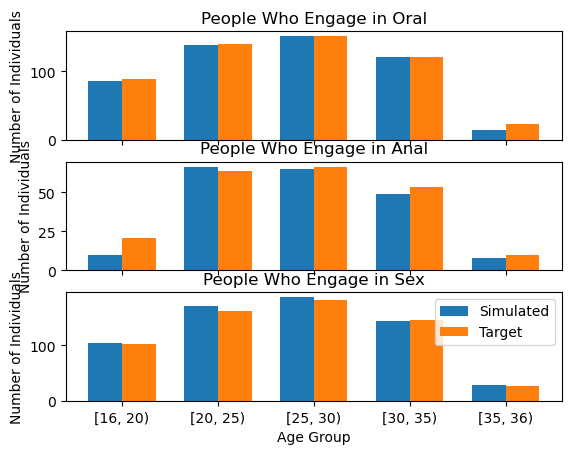 People Who Engage in Oral
Number of Individuals
100
0
People Who Engage in Anal
Number of Individuals
50
25
0
People Who Engage in Sex
Number of Individuals
100
0
Simulated
Target
[16, 20) [20, 25) [25, 30) [30, 35) [35, 36)
Age Group